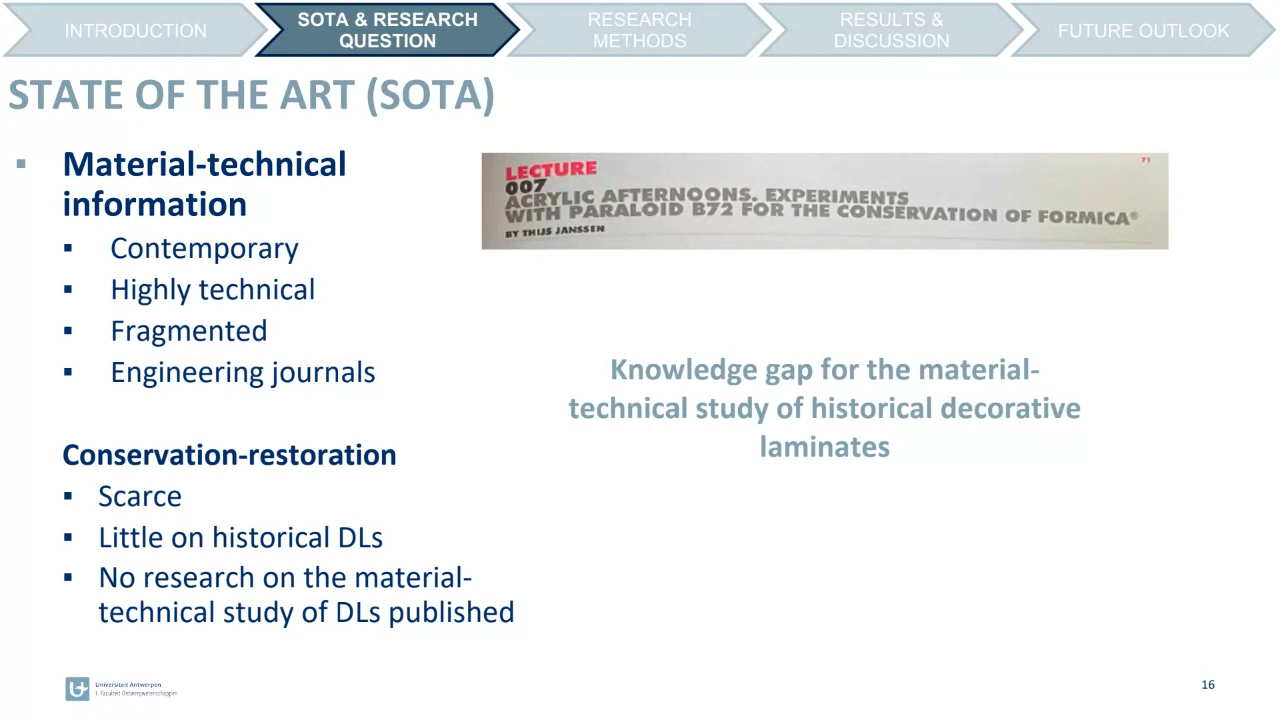 INTRODUCTION
SOTA & RESEARCH
QUESTION
RESEARCH
METHODS
RESULTS &
DISCUSSION
FUTURE OUTLOOK
STATE OF THE ART (SOTA)
▪ Material-technical
information
▪ Contemporary
▪ Highly technical
▪ Fragmented
▪ Engineering journals
Conservation-restoration
▪ Scarce
▪ Little on historical DLs
▪ No research on the material-
technical study of DLs published
LECTURE
71
007
ACRYLIC AFTERNOONS. EXPERIMENTS
WITH PARALOID B72 FOR THE CONSERVATION OF FORMICA®
BY THIJS JANSSEN
Knowledge gap for the material-
technical study of historical decorative
laminates
Universiteit Antwerpen
I Faculteit Ontwerpwetenschappen
16